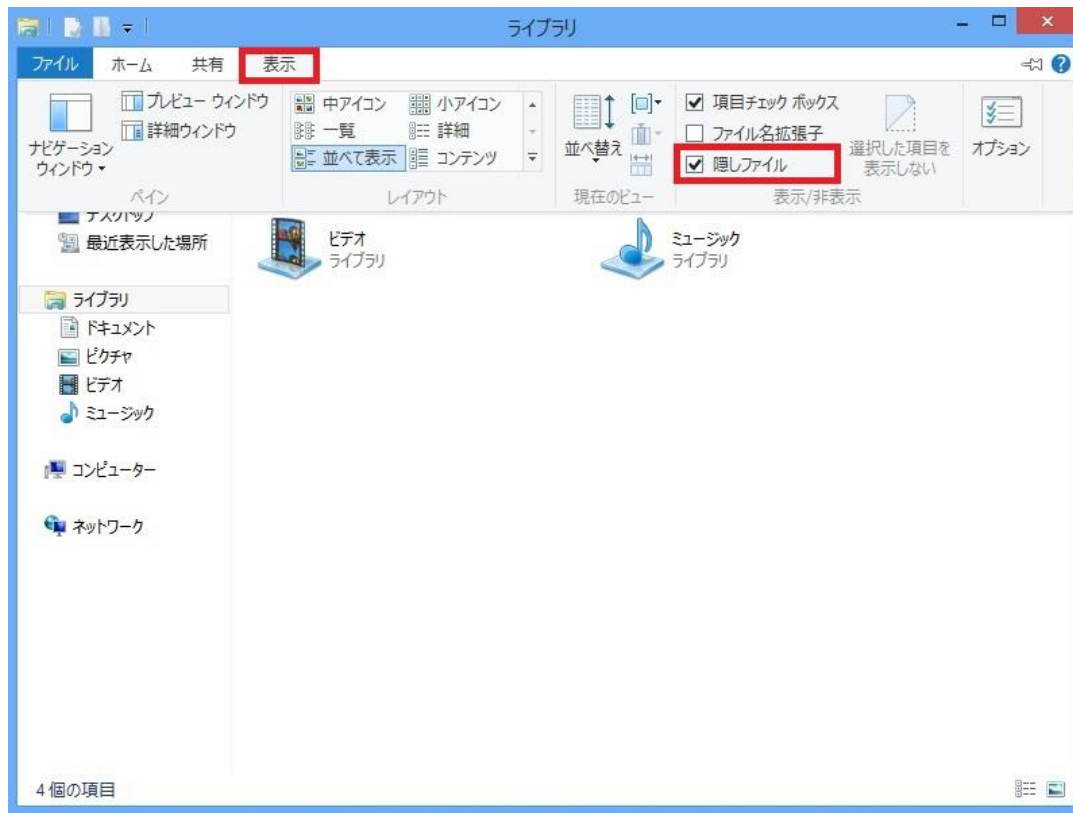 ライブラリ
ファイル ホーム 共有 表示
プレビュー ウィンドウ
詳細ウィンドウ
ナビゲーション
ウィンドウ
ペイン
中アイコン 小アイコン
一覧 詳細
並べて表示 コンテンツ
レイアウト
並べ替え
現在のビュー
項目チェック ボックス
ファイル名拡張子
隠しファイル
選択した項目を
表示しない
表示/非表示
オプション
デスクトップ
最近表示した場所
ライブラリ
ドキュメント
ピクチャ
ビデオ
ミュージック
コンピューター
ネットワーク
ビデオ
ライブラリ
ミュージック
ライブラリ
4 個の項目